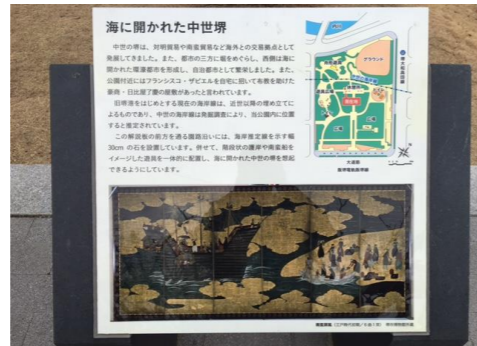 海に開かれた中世堺
中世の堺は、対明貿易や南蛮貿易など海外との交易拠点として
発展してきました。また、都市の三方に堀をめぐらし、西側は海に
開かれた環濠都市を形成し、自治都市として繁栄しました。また、
公園付近にはフランシスコ・ザビエルを自宅に招いて布教を助けた
豪商・日比屋了慶の屋敷があったと言われています。
旧堺港をはじめとする現在の海岸線は、近世以降の埋め立てに
よるものであり、中世の海岸線は発掘調査により、当公園内に位置
すると推定されています。
この解説板の前方を通る園路沿いには、海岸推定線を示す幅
30cmの石を設置しています。併せて、階段状の護岸や南蛮船を
イメージした遊具を一体的に配置し、海に開かれた中世の堺を想起
できるようにしています。
グラウンド
大道筋
阪堺電軌阪堺線